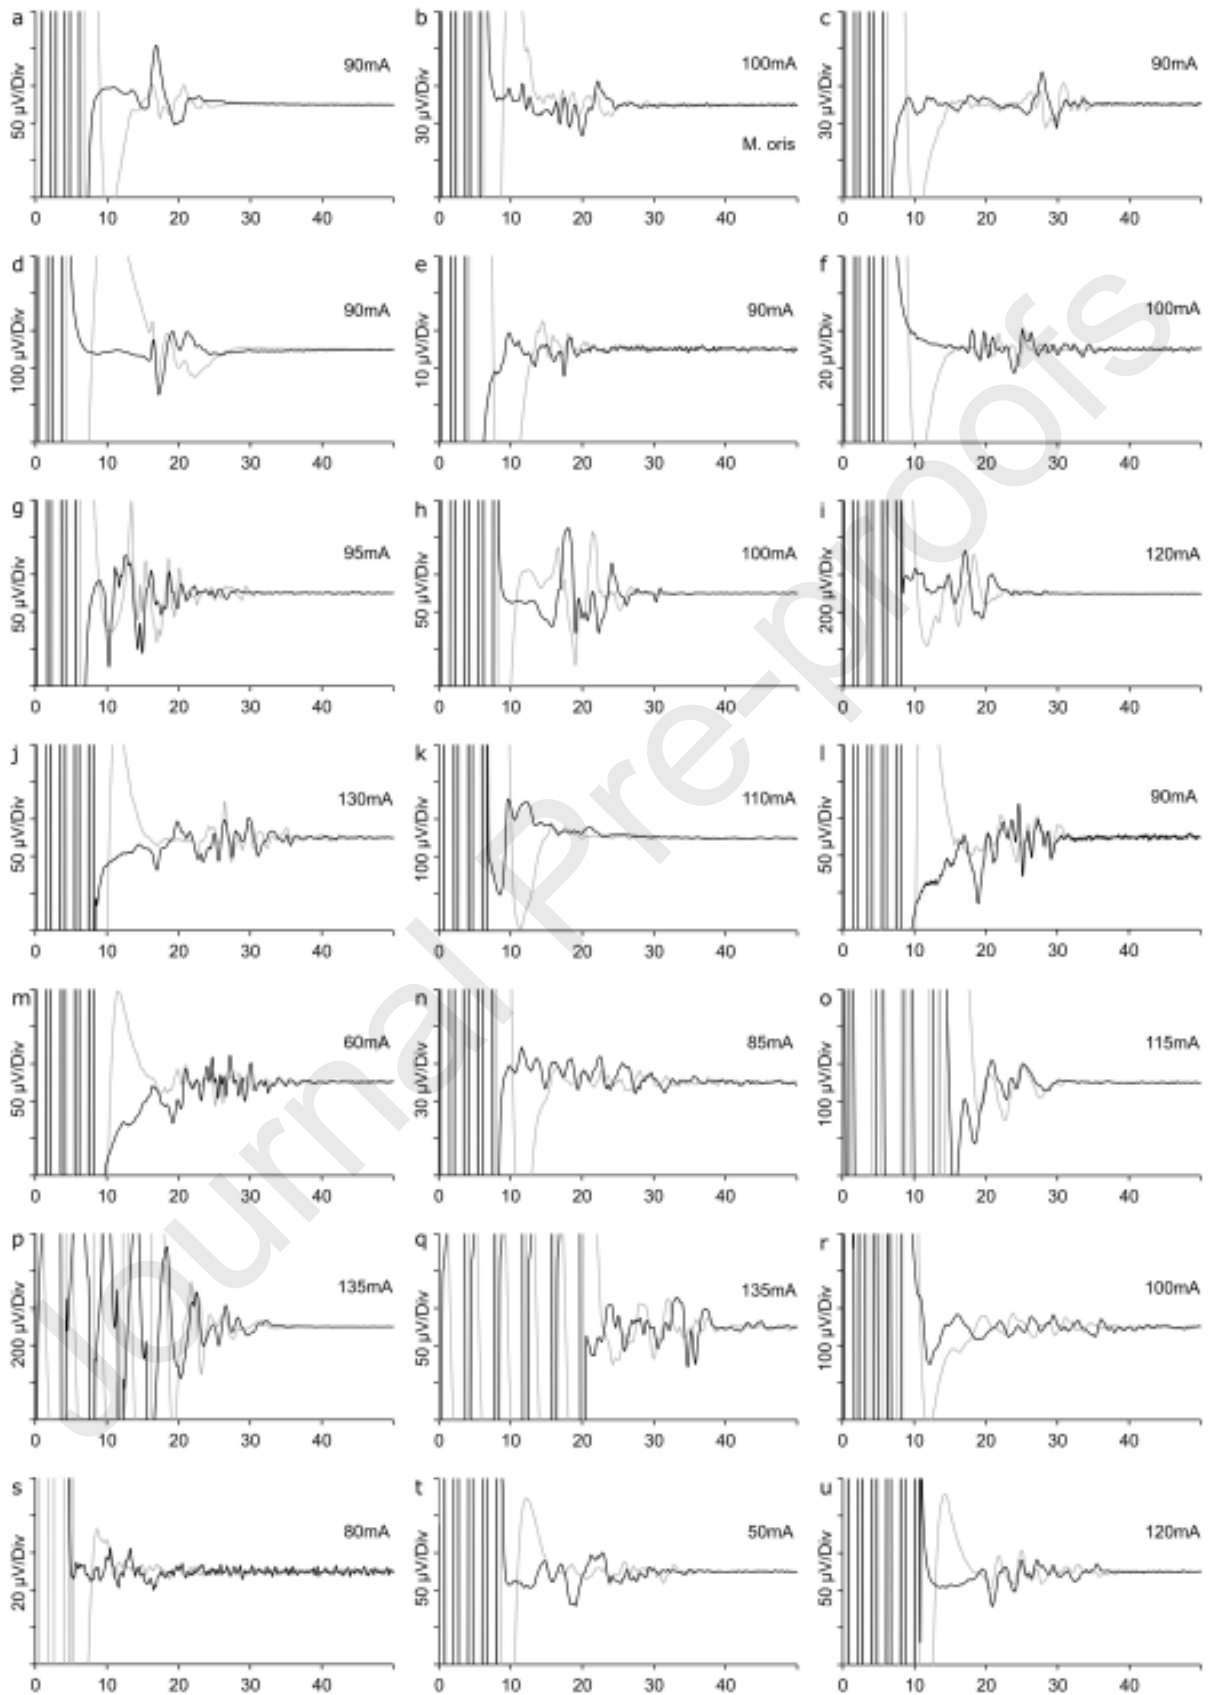 a b c
50 µV/Div 90mA 30 µV/Div 100mA 30 µV/Div 90mA
M. oris
0 10 20 30 40 0 10 20 30 40 0 10 20 30 40
d e f
100 µV/Div 90mA 10 µV/Div 90mA 20 µV/Div 100mA
0 10 20 30 40 0 10 20 30 40 0 10 20 30 40
g h i
50 µV/Div 95mA 50 µV/Div 100mA 200 µV/Div 120mA
0 10 20 30 40 0 10 20 30 40 0 10 20 30 40
j k l
50 µV/Div 130mA 100 µV/Div 110mA 50 µV/Div 90mA
0 10 20 30 40 0 10 20 30 40 0 10 20 30 40
m n o
50 µV/Div 60mA 30 µV/Div 85mA 100 µV/Div 115mA
0 10 20 30 40 0 10 20 30 40 0 10 20 30 40
p q r
200 µV/Div 135mA 50 µV/Div 135mA 100 µV/Div 100mA
0 10 20 30 40 0 10 20 30 40 0 10 20 30 40
s t u
20 µV/Div 80mA 50 µV/Div 50mA 50 µV/Div 120mA
0 10 20 30 40 0 10 20 30 40 0 10 20 30 40
Journal Pre-proofs